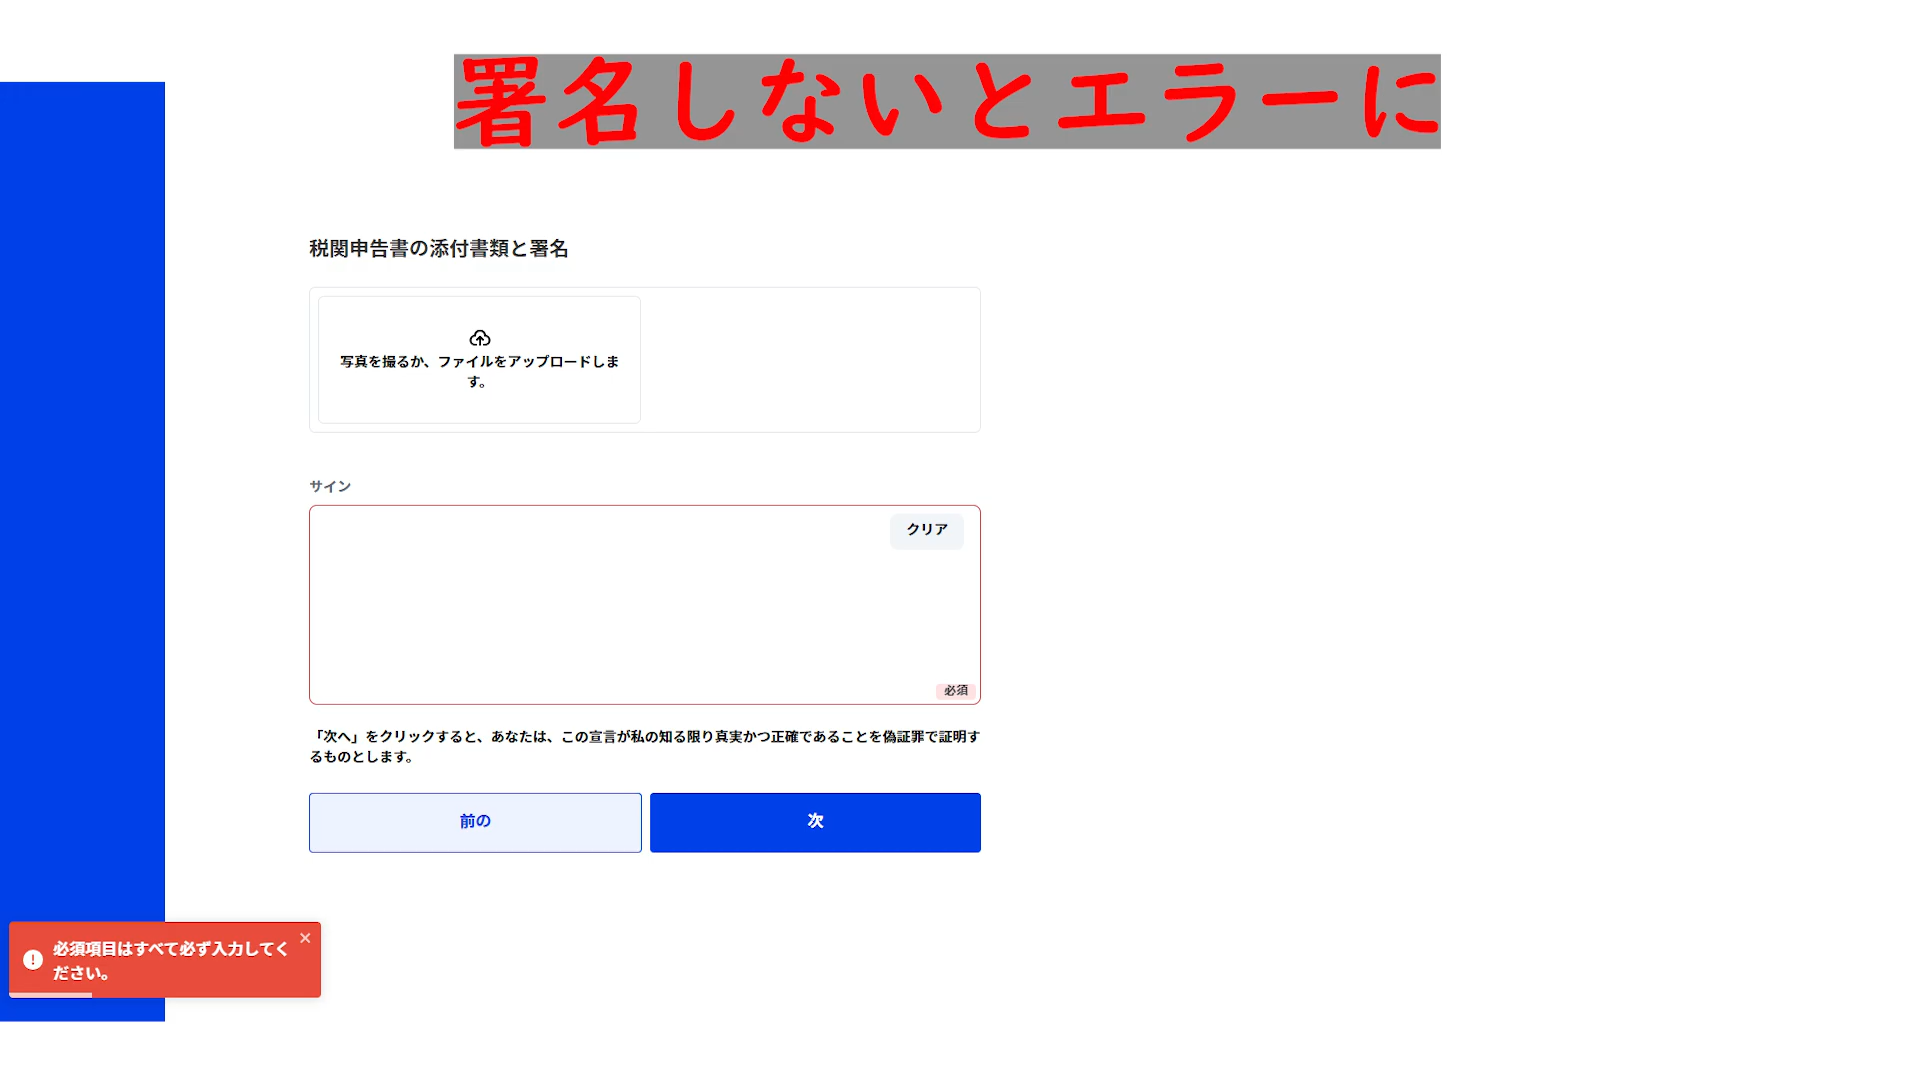 署名しないとエラーに
税関申告書の添付書類と署名
写真を撮るか、ファイルをアップロードしま
す。
サイン
クリア
必須
「次へ」をクリックすると、あなたは、この宣言が私の知る限り真実かつ正確であることを偽証罪で証明す
るものとします。
前の
次
必須項目はすべて必ず入力してく
ださい。